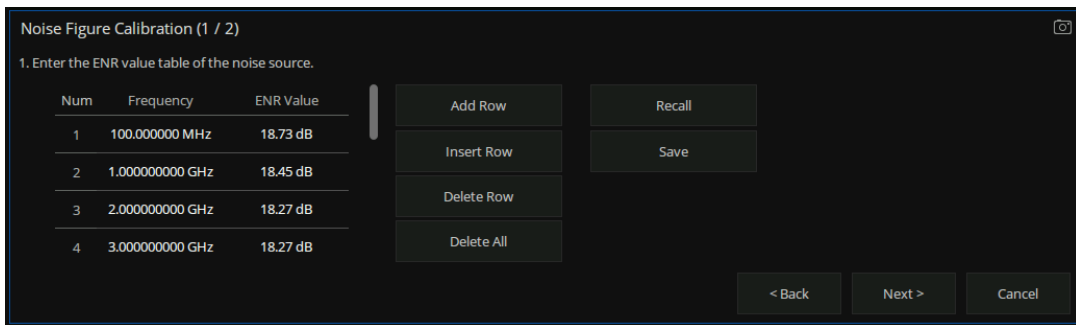 Noise Figure Calibration (1 / 2)
1. Enter the ENR value table of the noise source.
Num Frequency ENR Value
1 100.000000 MHz 18.73 dB
2 1.000000000 GHz 18.45 dB
3 2.000000000 GHz 18.27 dB
4 3.000000000 GHz 18.27 dB
Add Row Recall
Insert Row Save
Delete Row
Delete All
< Back Next > Cancel